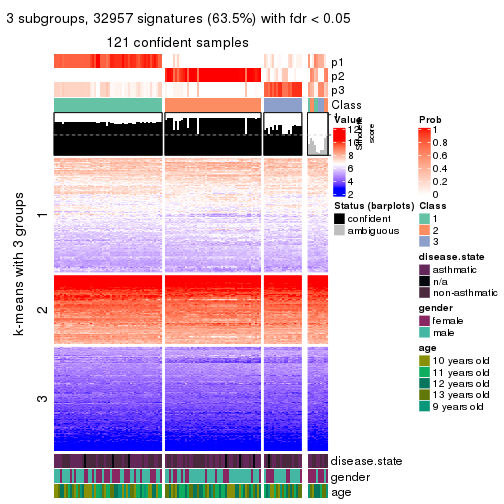 3 subgroups, 32957 signatures (63.5%) with fdr < 0.05
121 confident samples
p1
p2
p3
Class
Silhouette
score
k-means with 3 groups
1
2
3
disease.state
gender
age
Value
12
10
8
6
4
2
Status (barplots)
confident
ambiguous
Prob
1
0.8
0.6
0.4
0.2
0
Class
1
2
3
disease.state
asthmatic
n/a
non-asthmatic
gender
female
male
age
10 years old
11 years old
12 years old
13 years old
9 years old